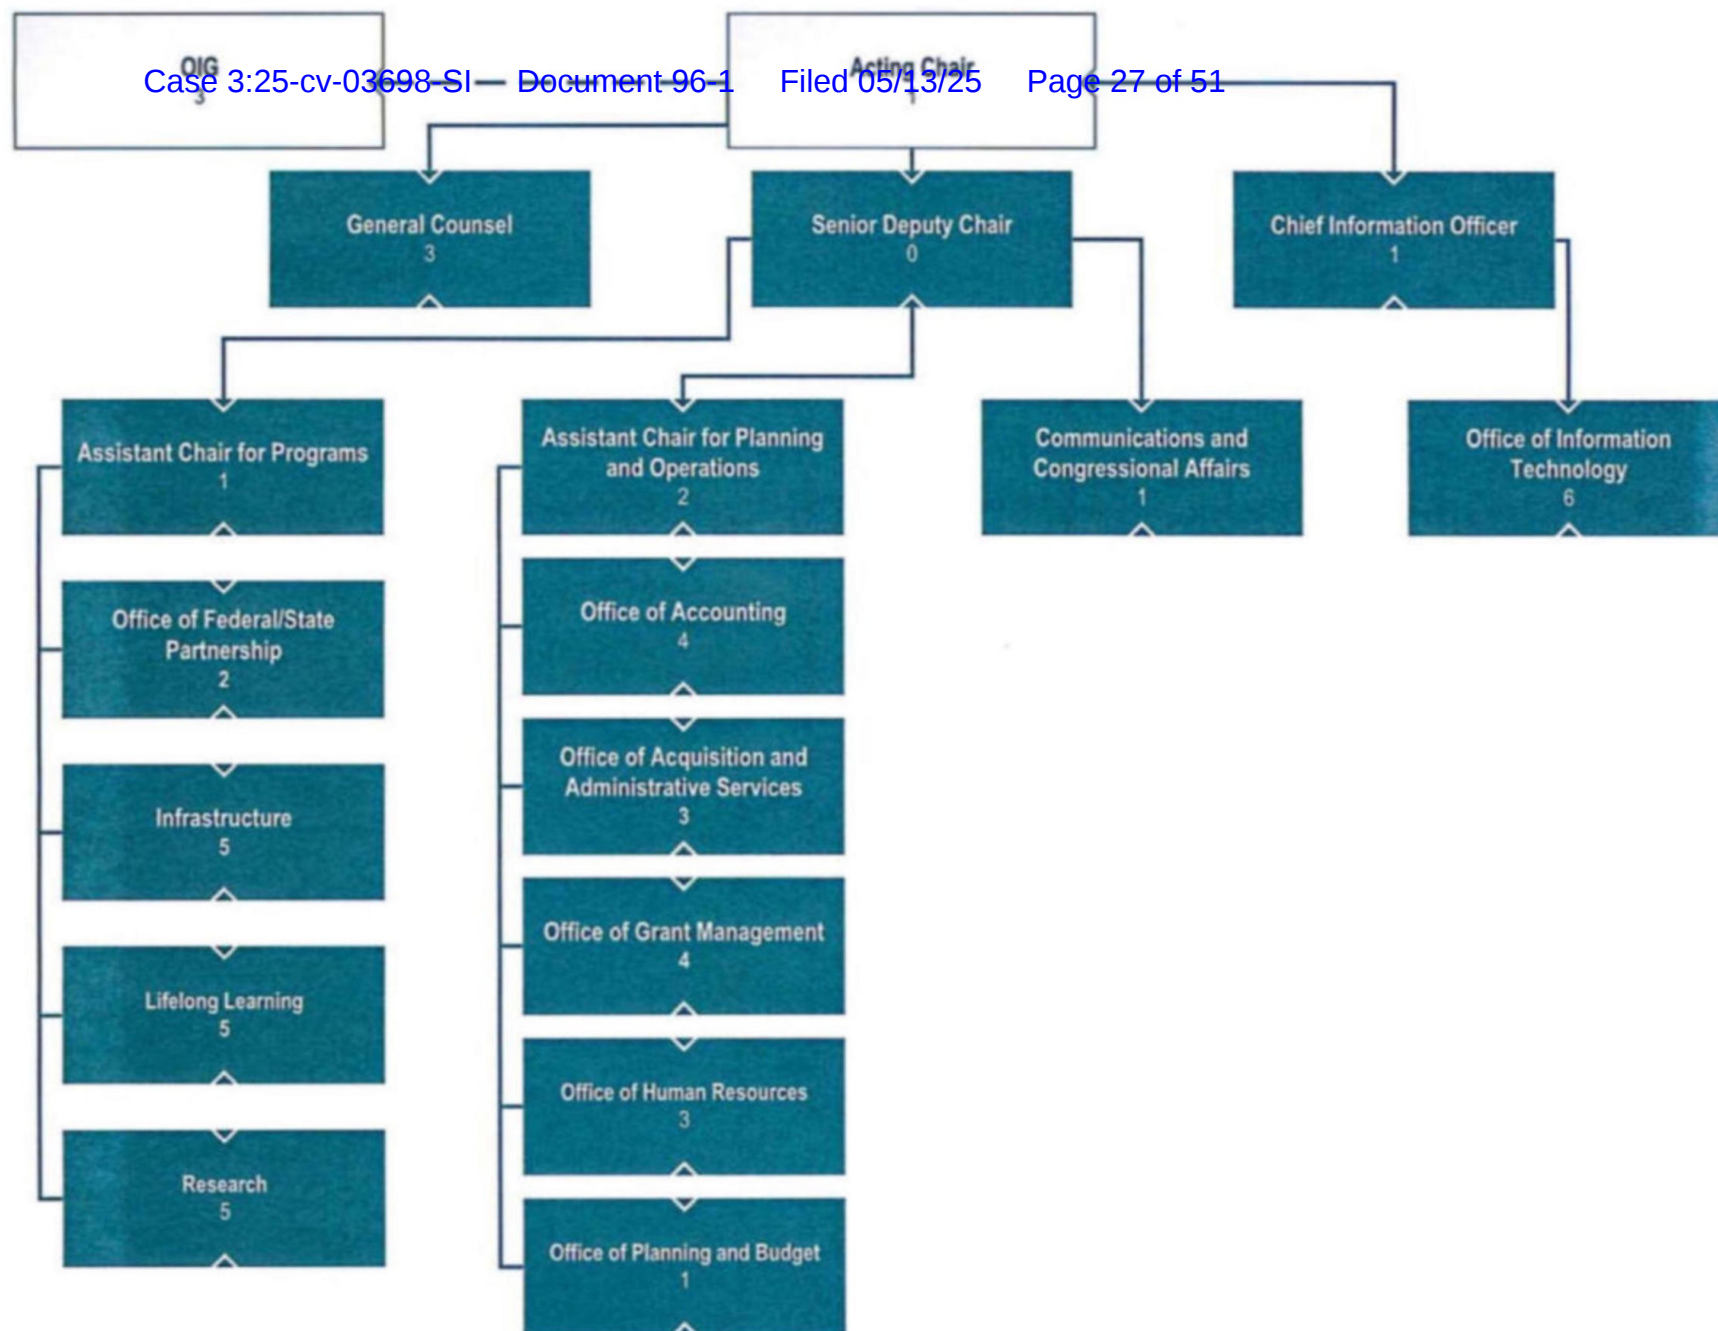 OIG
3
Acting Chair
1
Case 3:25-cv-03698-SI Document 96-1 Filed 05/13/25 Page 27 of 51
General Counsel
3
Senior Deputy Chair
0
Chief Information Officer
1
Assistant Chair for Programs
1
Office of Federal/State
Partnership
2
Infrastructure
5
Lifelong Learning
5
Research
5
Assistant Chair for Planning
and Operations
2
Office of Accounting
4
Office of Acquisition and
Administrative Services
3
Office of Grant Management
4
Office of Human Resources
3
Office of Planning and Budget
1
Communications and
Congressional Affairs
1
Office of Information
Technology
6